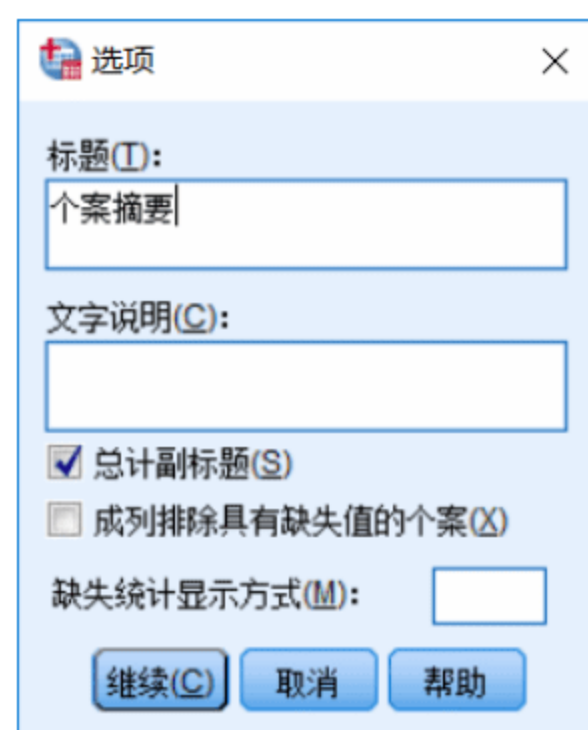 选项
标题(T):
个案摘要
文字说明(C):
总计副标题(S)
成列排除具有缺失值的个案(X)
缺失统计显示方式(M):
继续(C) 取消 帮助